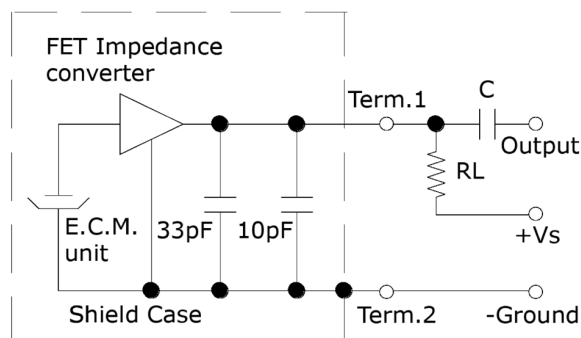 FET Impedance
converter
Term.1
C
Output
RL
+Vs
E.C.M.
unit
33pF
10pF
Shield Case
Term.2
-Ground